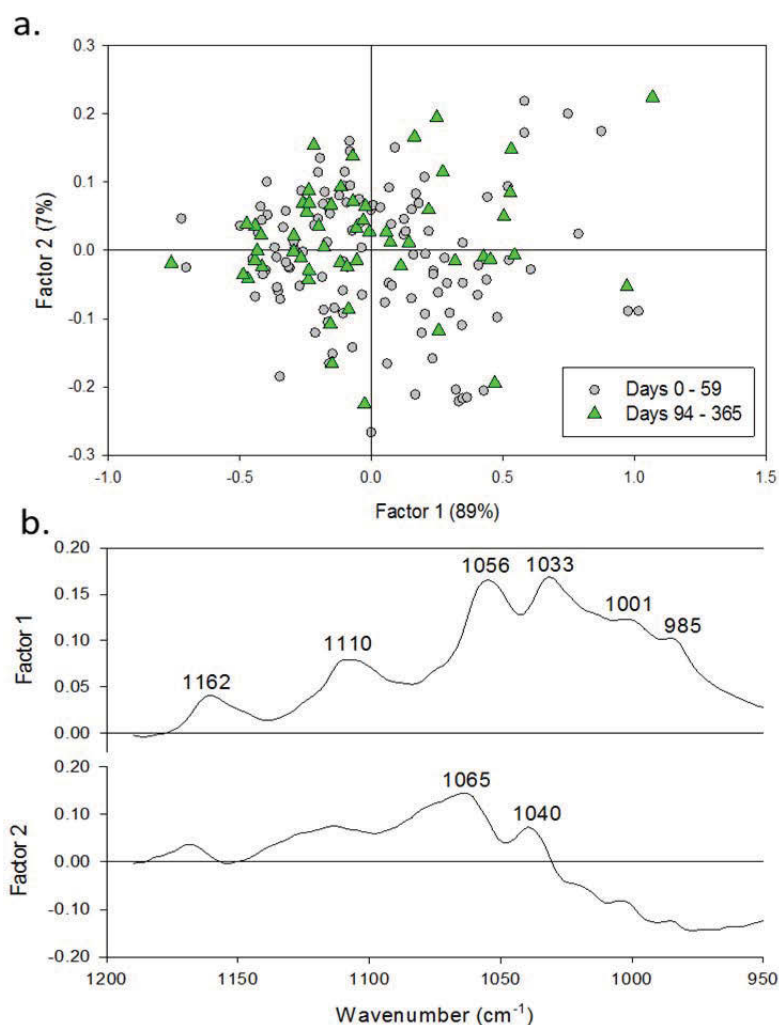 a.
0.3
0.2
0.1
0.0
-0.1
-0.2
-0.3
Factor 2 (7%)
Days 0 - 59
Days 94 - 365
-1.0 -0.5 0.0 0.5 1.0 1.5
Factor 1 (89%)
b.
0.20
0.15
0.10
0.05
0.00
Factor 1
1162
1110
1056
1033
1001
985
0.20
0.10
0.00
-0.10
-0.20
Factor 2
1065
1040
1200 1150 1100 1050 1000 950
Wavenumber (cm⁻¹)